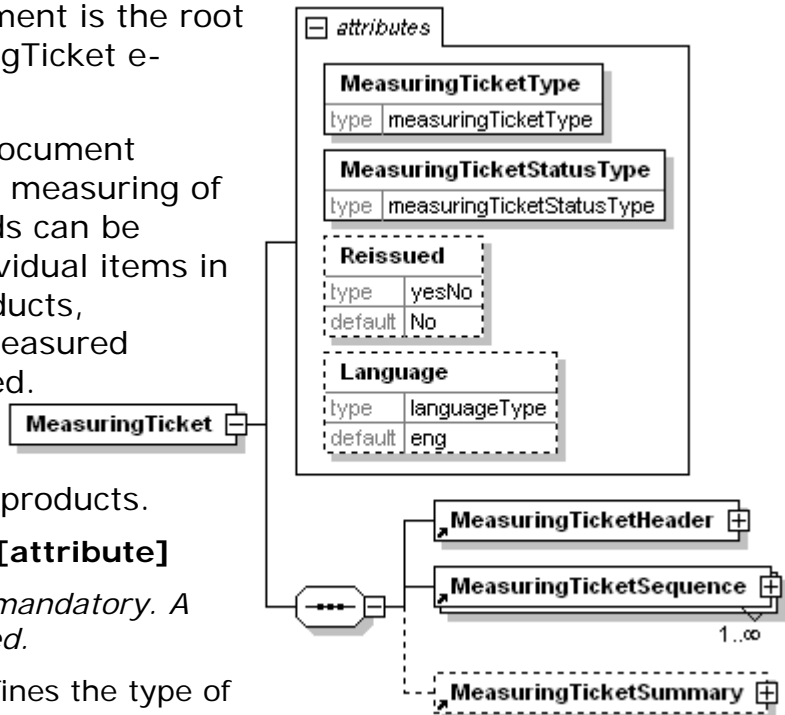 ment is the root
gTicket e-
ocument
measuring of
ds can be
vidual items in
ducts,
easured
ed.
products.
[attribute]
mandatory. A
ed.
fines the type of
attributes
MeasuringTicketType
type measuringTicketType
MeasuringTicketStatusType
type measuringTicketStatusType
Reissued
type yesNo
default No
Language
type languageType
default eng
MeasuringTicket
MeasuringTicketHeader
MeasuringTicketSequence
1..∞
MeasuringTicketSummary